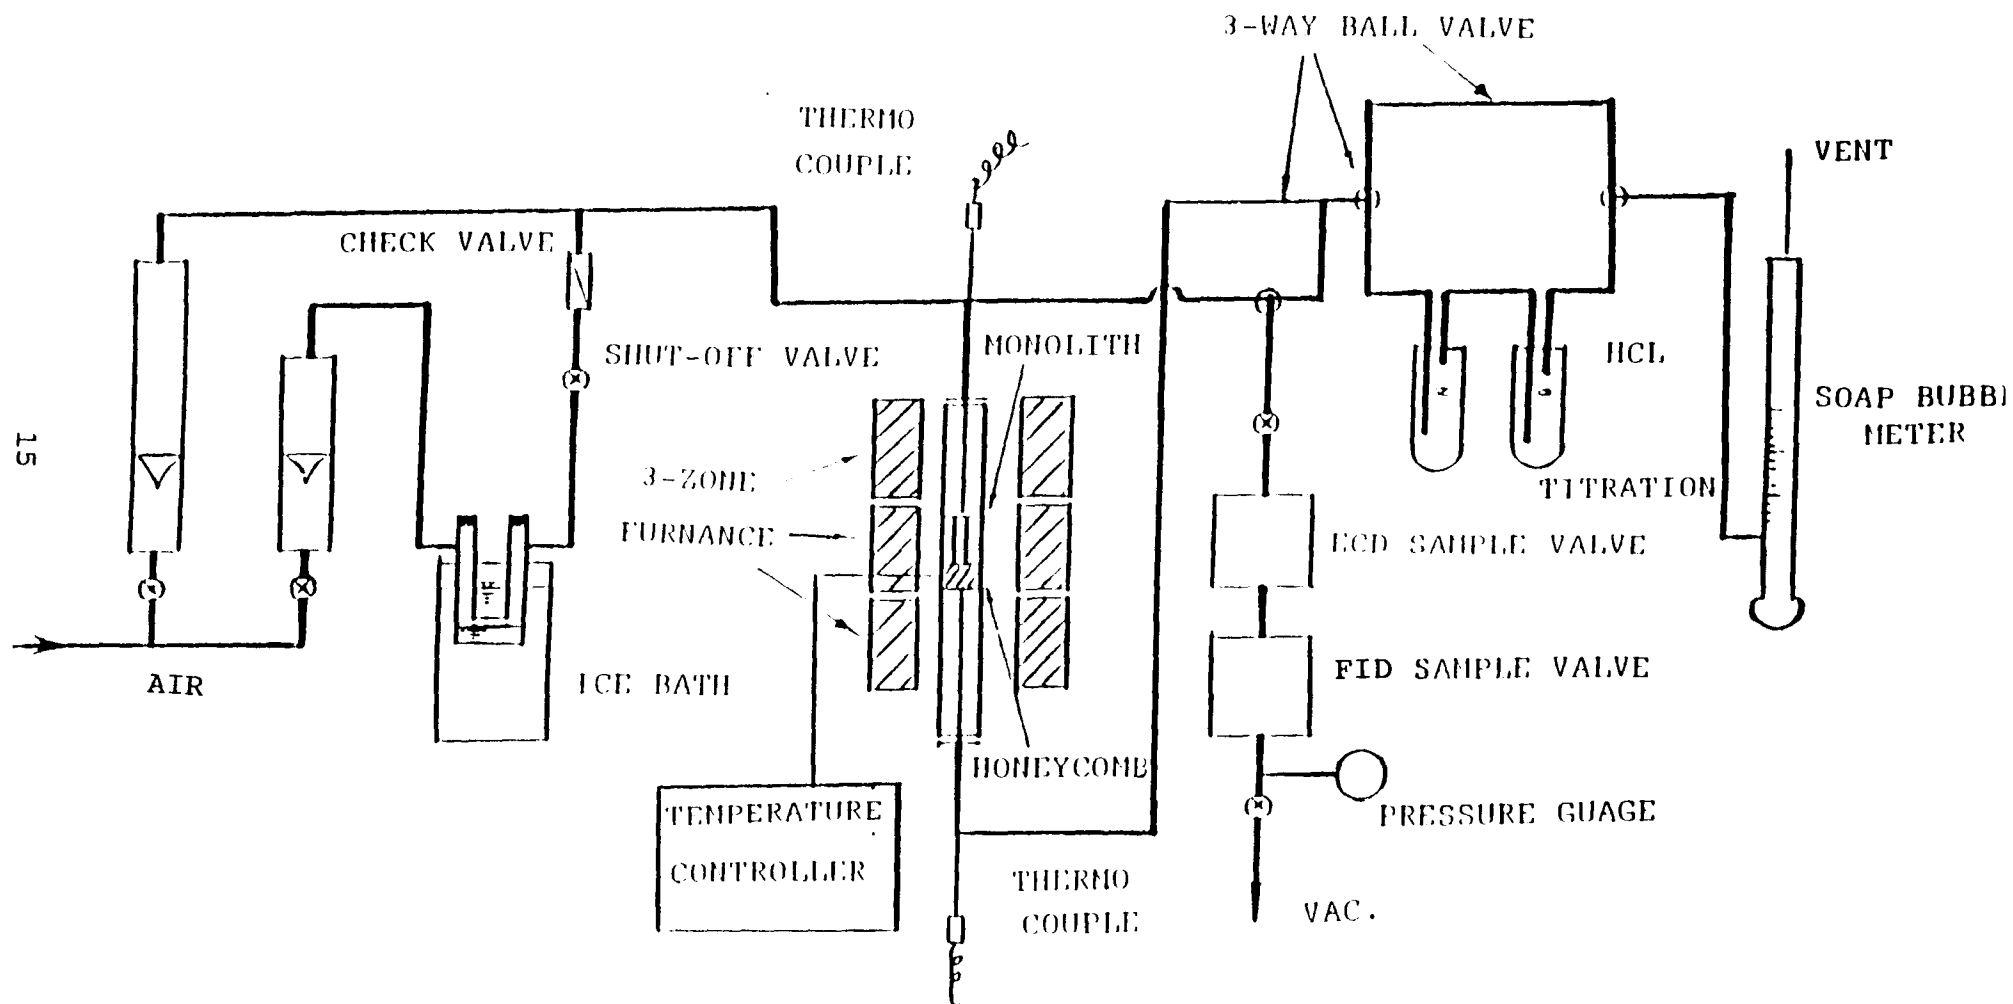 3-WAY BALL VALVE
THERMO
COUPLE
VENT
CHECK VALVE
SHUT-OFF VALVE
MONOLITH
HCL
SOAP BUBBL
METER
15
3-ZONE
FURNANCE
TITRATION
ECD SAMPLE VALVE
AIR
ICE BATH
FID SAMPLE VALVE
HONEYCOMB
TEMPERATURE
CONTROLLER
PRESSURE GUAGE
THERMO
COUPLE
VAC.